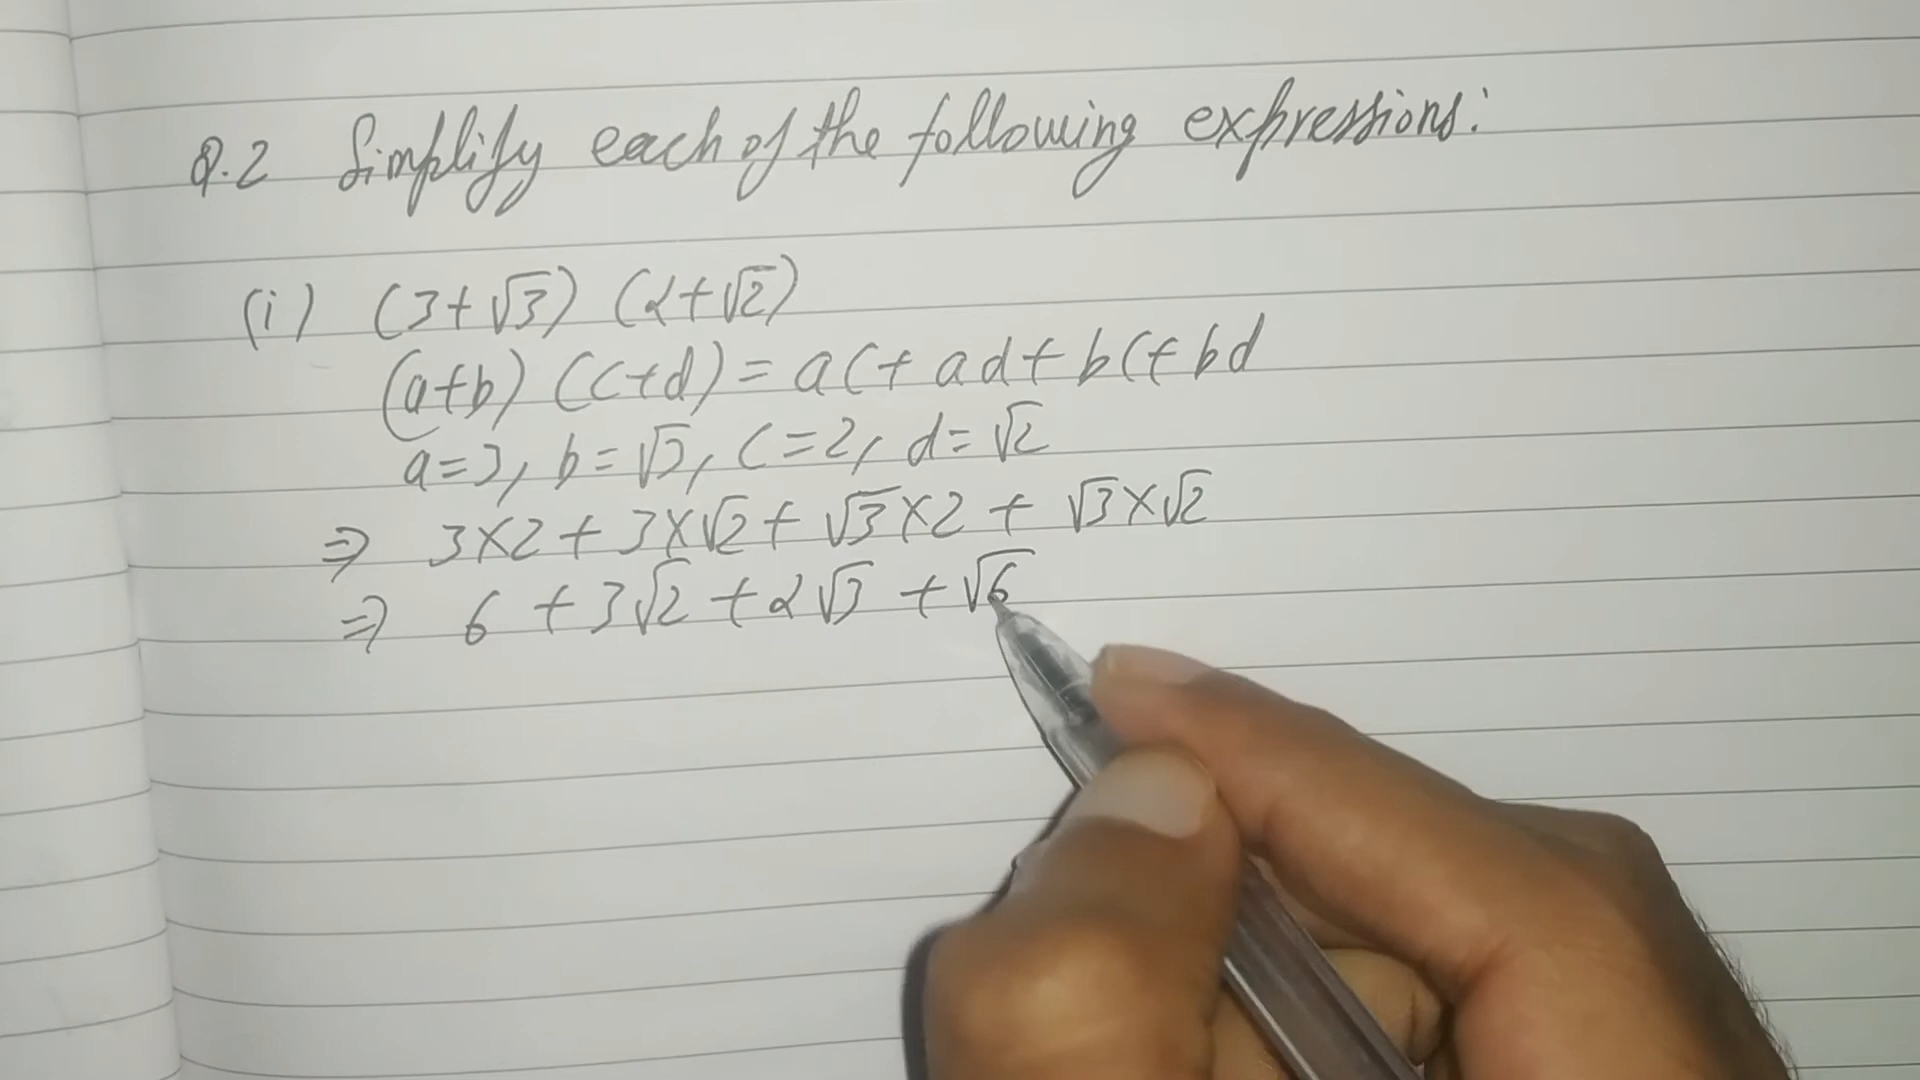 Q.2 Simplify each of the following expressions:
(i) (3+√3) (2+√2)
(a+b) (c+d) = ac+ ad + bc+ bd
a=3, b=√3, c=2, d=√2
⇒ 3×2 + 3×√2 + √3×2 + √3×√2
⇒ 6 + 3√2 + 2√3 + √6